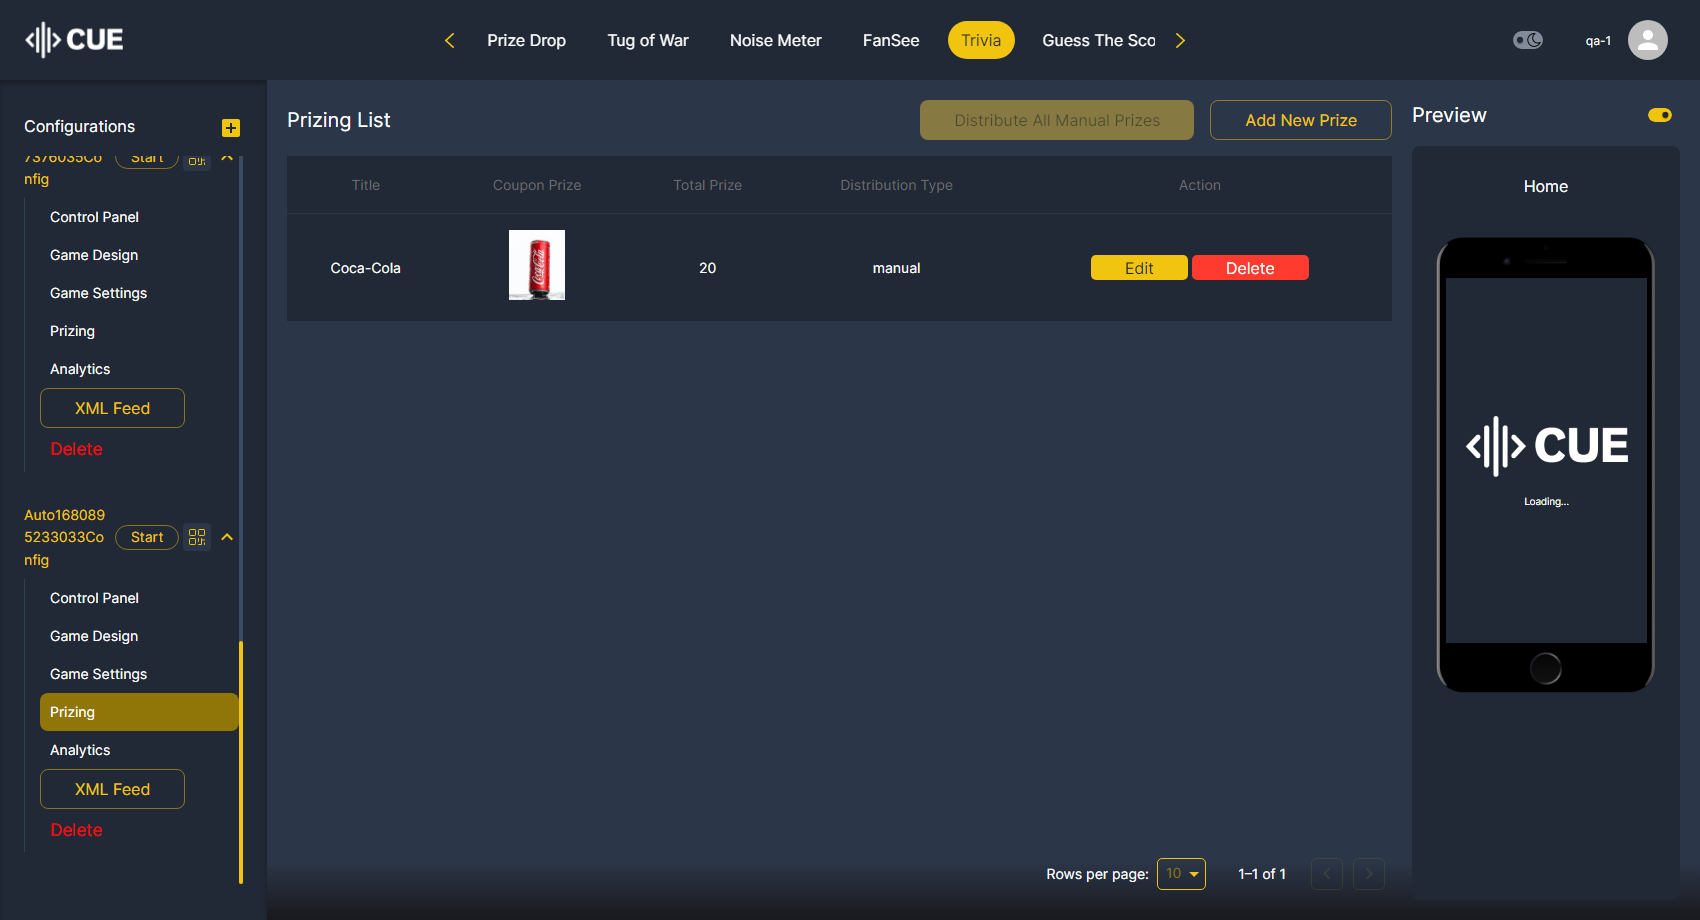 CUE
Prize Drop
Tug of War
Noise Meter
FanSee
Trivia
Guess The Sco
qa-1
Configurations
7376035Co
nfig
Start
Control Panel
Game Design
Game Settings
Prizing
Analytics
XML Feed
Delete
Auto168089
5233033Co
nfig
Start
Control Panel
Game Design
Game Settings
Prizing
Analytics
XML Feed
Delete
Prizing List
Distribute All Manual Prizes
Add New Prize
Title
Coupon Prize
Total Prize
Distribution Type
Action
Coca-Cola
Coca-Cola
20
manual
Edit
Delete
Rows per page:
10
1–1 of 1
Preview
Home
CUE
Loading...